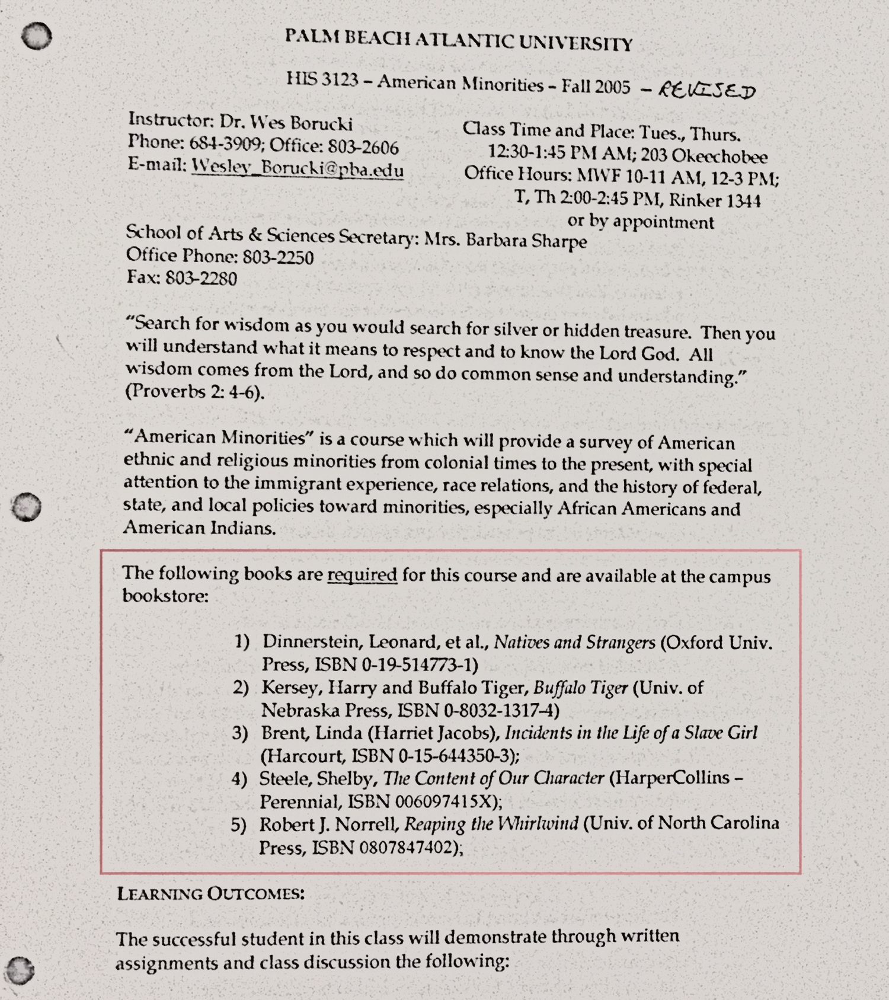 PALM BEACH ATLANTIC UNIVERSITY
HIS 3123 – American Minorities – Fall 2005 – REVISED
Instructor: Dr. Wes Borucki
Phone: 684-3909; Office: 803-2606
E-mail: Wesley_Borucki@pba.edu
Class Time and Place: Tues., Thurs.
12:30-1:45 PM AM; 203 Okeechobee
Office Hours: MWF 10-11 AM, 12-3 PM;
T, Th 2:00-2:45 PM, Rinker 1344
or by appointment
School of Arts & Sciences Secretary: Mrs. Barbara Sharpe
Office Phone: 803-2250
Fax: 803-2280
“Search for wisdom as you would search for silver or hidden treasure.  Then you
will understand what it means to respect and to know the Lord God.  All
wisdom comes from the Lord, and so do common sense and understanding.”
(Proverbs 2: 4-6).
“American Minorities” is a course which will provide a survey of American
ethnic and religious minorities from colonial times to the present, with special
attention to the immigrant experience, race relations, and the history of federal,
state, and local policies toward minorities, especially African Americans and
American Indians.
The following books are required for this course and are available at the campus
bookstore:
1) Dinnerstein, Leonard, et al., Natives and Strangers (Oxford Univ.
Press, ISBN 0-19-514773-1)
2) Kersey, Harry and Buffalo Tiger, Buffalo Tiger (Univ. of
Nebraska Press, ISBN 0-8032-1317-4)
3) Brent, Linda (Harriet Jacobs), Incidents in the Life of a Slave Girl
(Harcourt, ISBN 0-15-644350-3);
4) Steele, Shelby, The Content of Our Character (HarperCollins –
Perennial, ISBN 006097415X);
5) Robert J. Norrell, Reaping the Whirlwind (Univ. of North Carolina
Press, ISBN 0807847402);
LEARNING OUTCOMES:
The successful student in this class will demonstrate through written
assignments and class discussion the following: